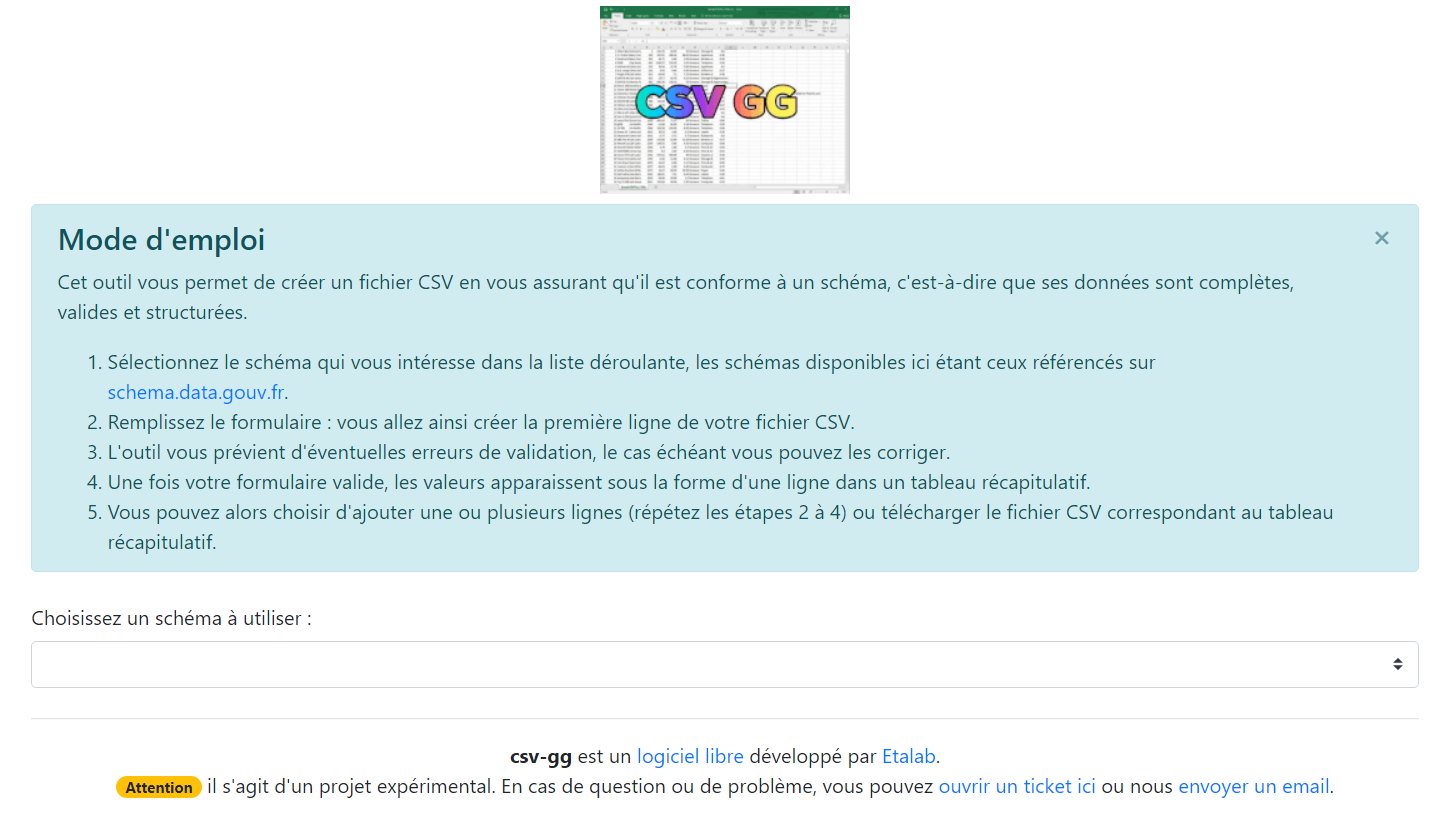 CSV GG
Mode d'emploi
×
Cet outil vous permet de créer un fichier CSV en vous assurant qu'il est conforme à un schéma, c'est-à-dire que ses données sont complètes,
valides et structurées.
1. Sélectionnez le schéma qui vous intéresse dans la liste déroulante, les schémas disponibles ici étant ceux référencés sur
schema.data.gouv.fr.
2. Remplissez le formulaire : vous allez ainsi créer la première ligne de votre fichier CSV.
3. L'outil vous prévient d'éventuelles erreurs de validation, le cas échéant vous pouvez les corriger.
4. Une fois votre formulaire valide, les valeurs apparaissent sous la forme d'une ligne dans un tableau récapitulatif.
5. Vous pouvez alors choisir d'ajouter une ou plusieurs lignes (répétez les étapes 2 à 4) ou télécharger le fichier CSV correspondant au tableau
récapitulatif.
Choisissez un schéma à utiliser :
csv-gg est un logiciel libre développé par Etalab.
Attention il s'agit d'un projet expérimental. En cas de question ou de problème, vous pouvez ouvrir un ticket ici ou nous envoyer un email.